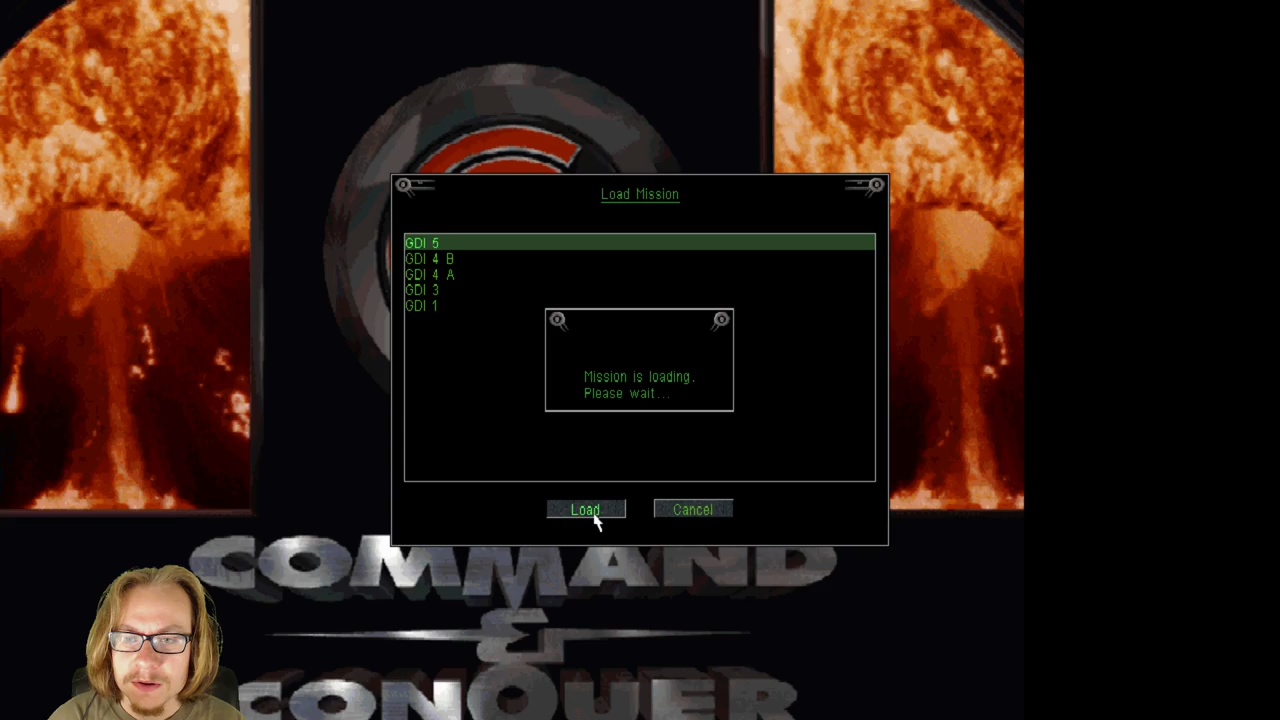 Load Mission
GDI 5
GDI 4 B
GDI 4 A
GDI 3
GDI 1
Mission is loading.
Please wait...
Load
Cancel
COMMAND
&
CONQUER